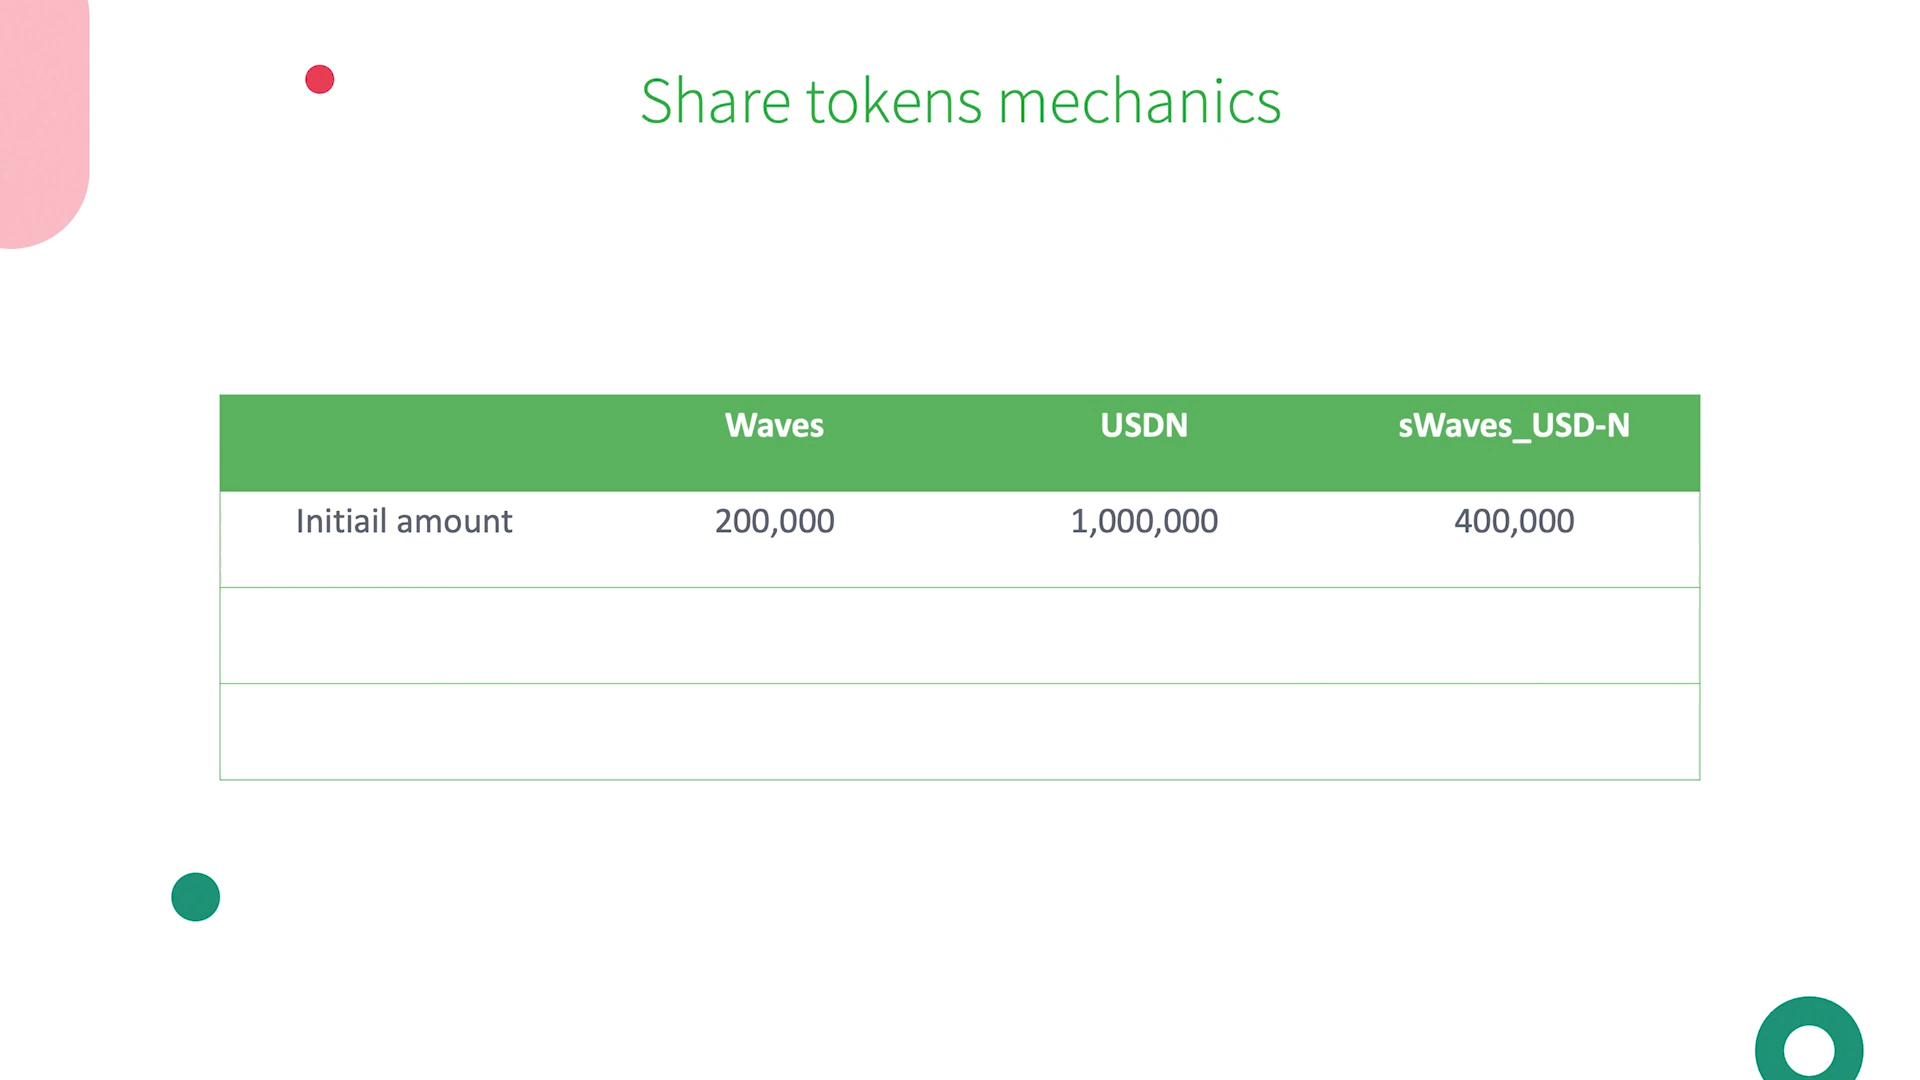 Share tokens mechanics
Waves USDN sWaves_USD-N
Initiail amount 200,000 1,000,000 400,000